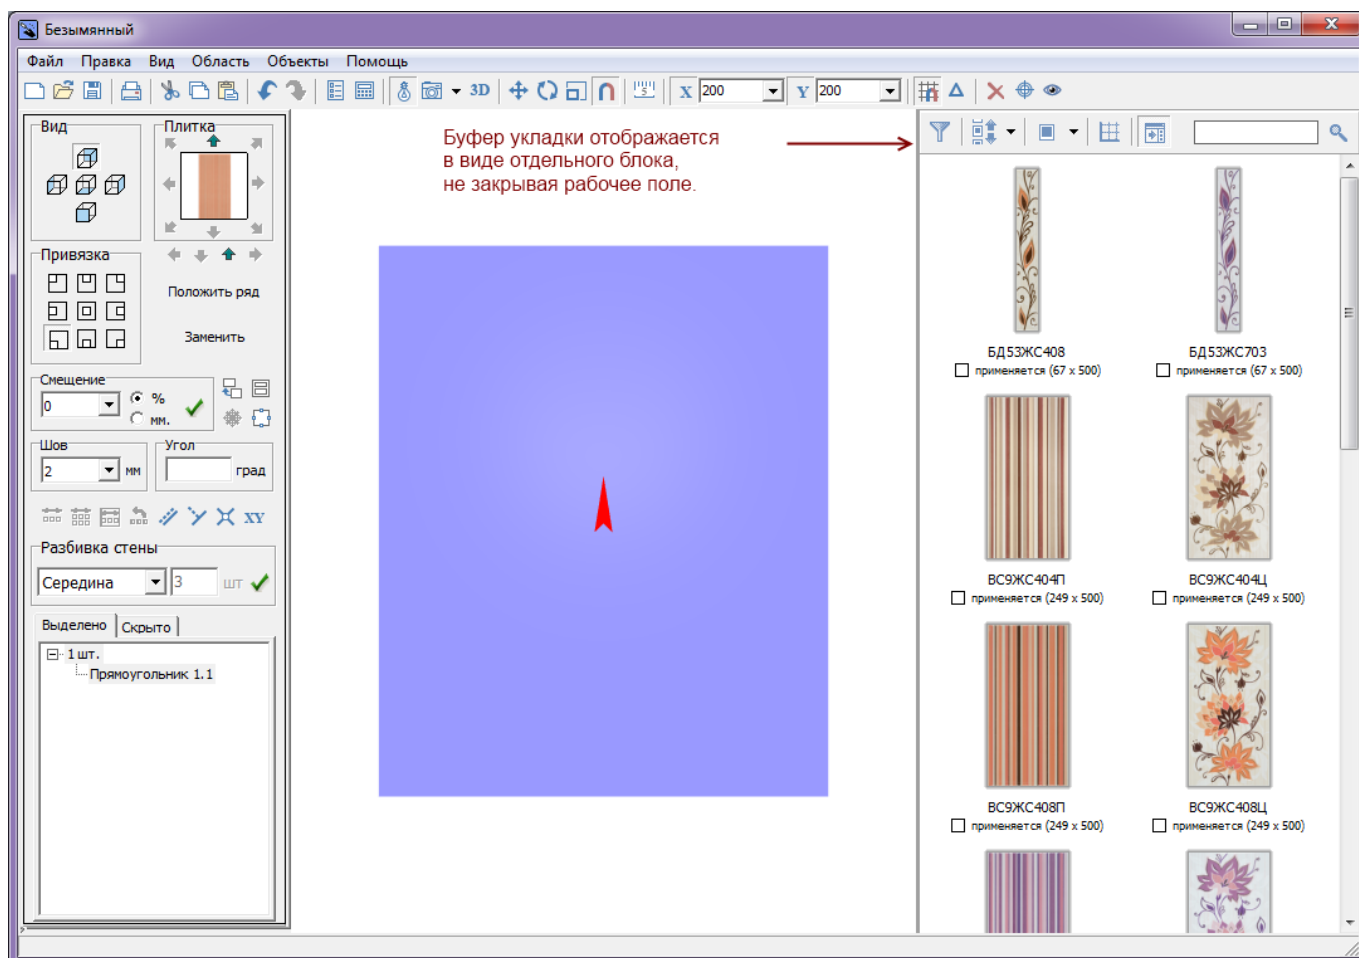 Безымянный
Файл Правка Вид Область Объекты Помощь
3D X 200 Y 200
Вид
Плитка
Буфер укладки отображается
в виде отдельного блока,
не закрывая рабочее поле.
Привязка
Положить ряд
Заменить
Смещение
0 %
мм.
Шов
2 мм
Угол
град
XY
Разбивка стены
Середина 3 шт
Выделено Скрыто
1 шт.
Прямоугольник 1.1
БД53ЖС408 БД53ЖС703
применяется (67 x 500) применяется (67 x 500)
ВС9ЖС404П ВС9ЖС404Ц
применяется (249 x 500) применяется (249 x 500)
ВС9ЖС408П ВС9ЖС408Ц
применяется (249 x 500) применяется (249 x 500)